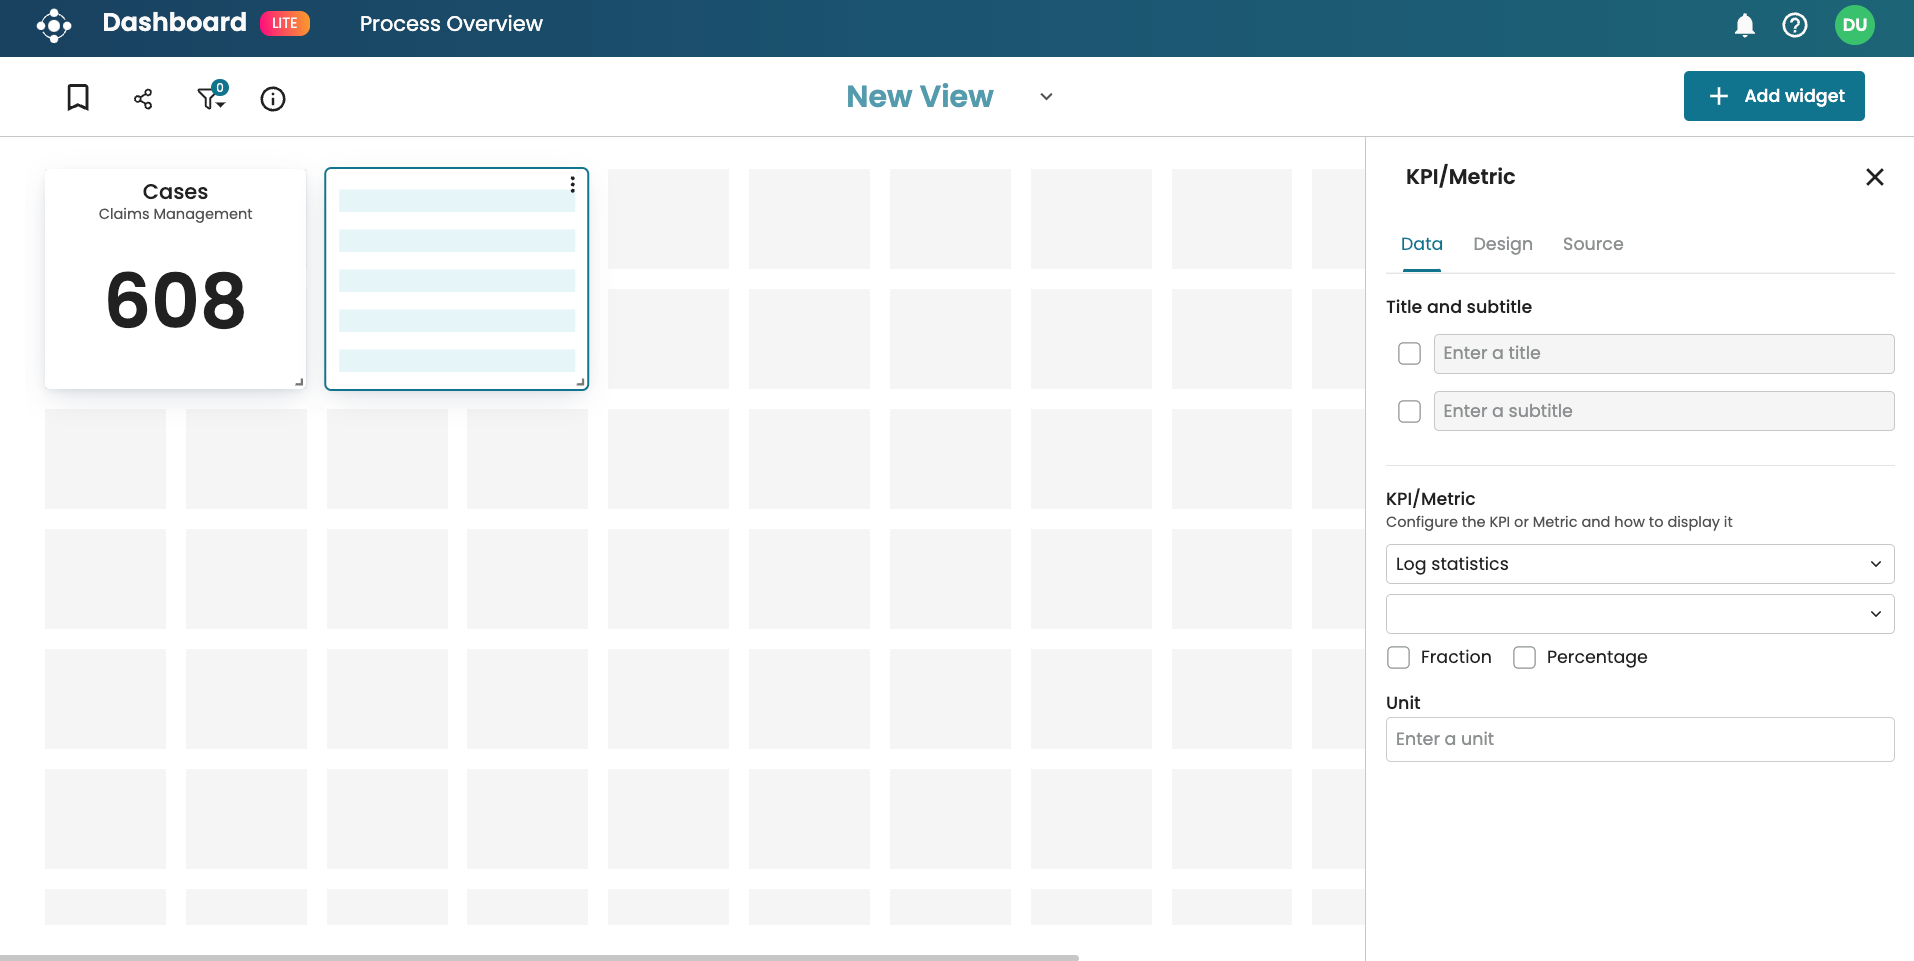 Dashboard LITE Process Overview DU
0
New View
Add widget
Cases
Claims Management
608
KPI/Metric
Data Design Source
Title and subtitle
Enter a title
Enter a subtitle
KPI/Metric
Configure the KPI or Metric and how to display it
Log statistics
Fraction Percentage
Unit
Enter a unit